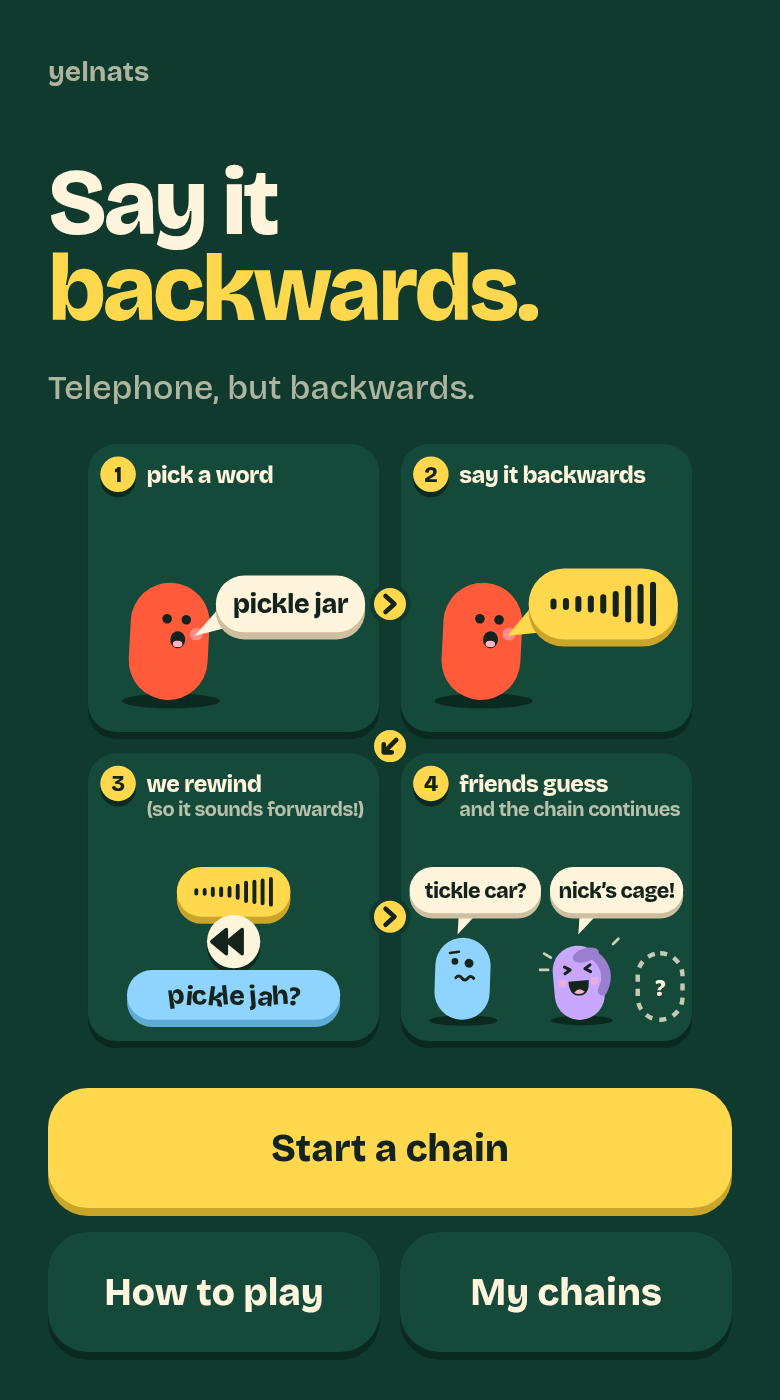 yelnats
Say it
backwards.
Telephone, but backwards.
1 pick a word
pickle jar
2 say it backwards
3 we rewind
(so it sounds forwards!)
pickle jah?
4 friends guess
and the chain continues
tickle car?
nick's cage!
?
Start a chain
How to play
My chains